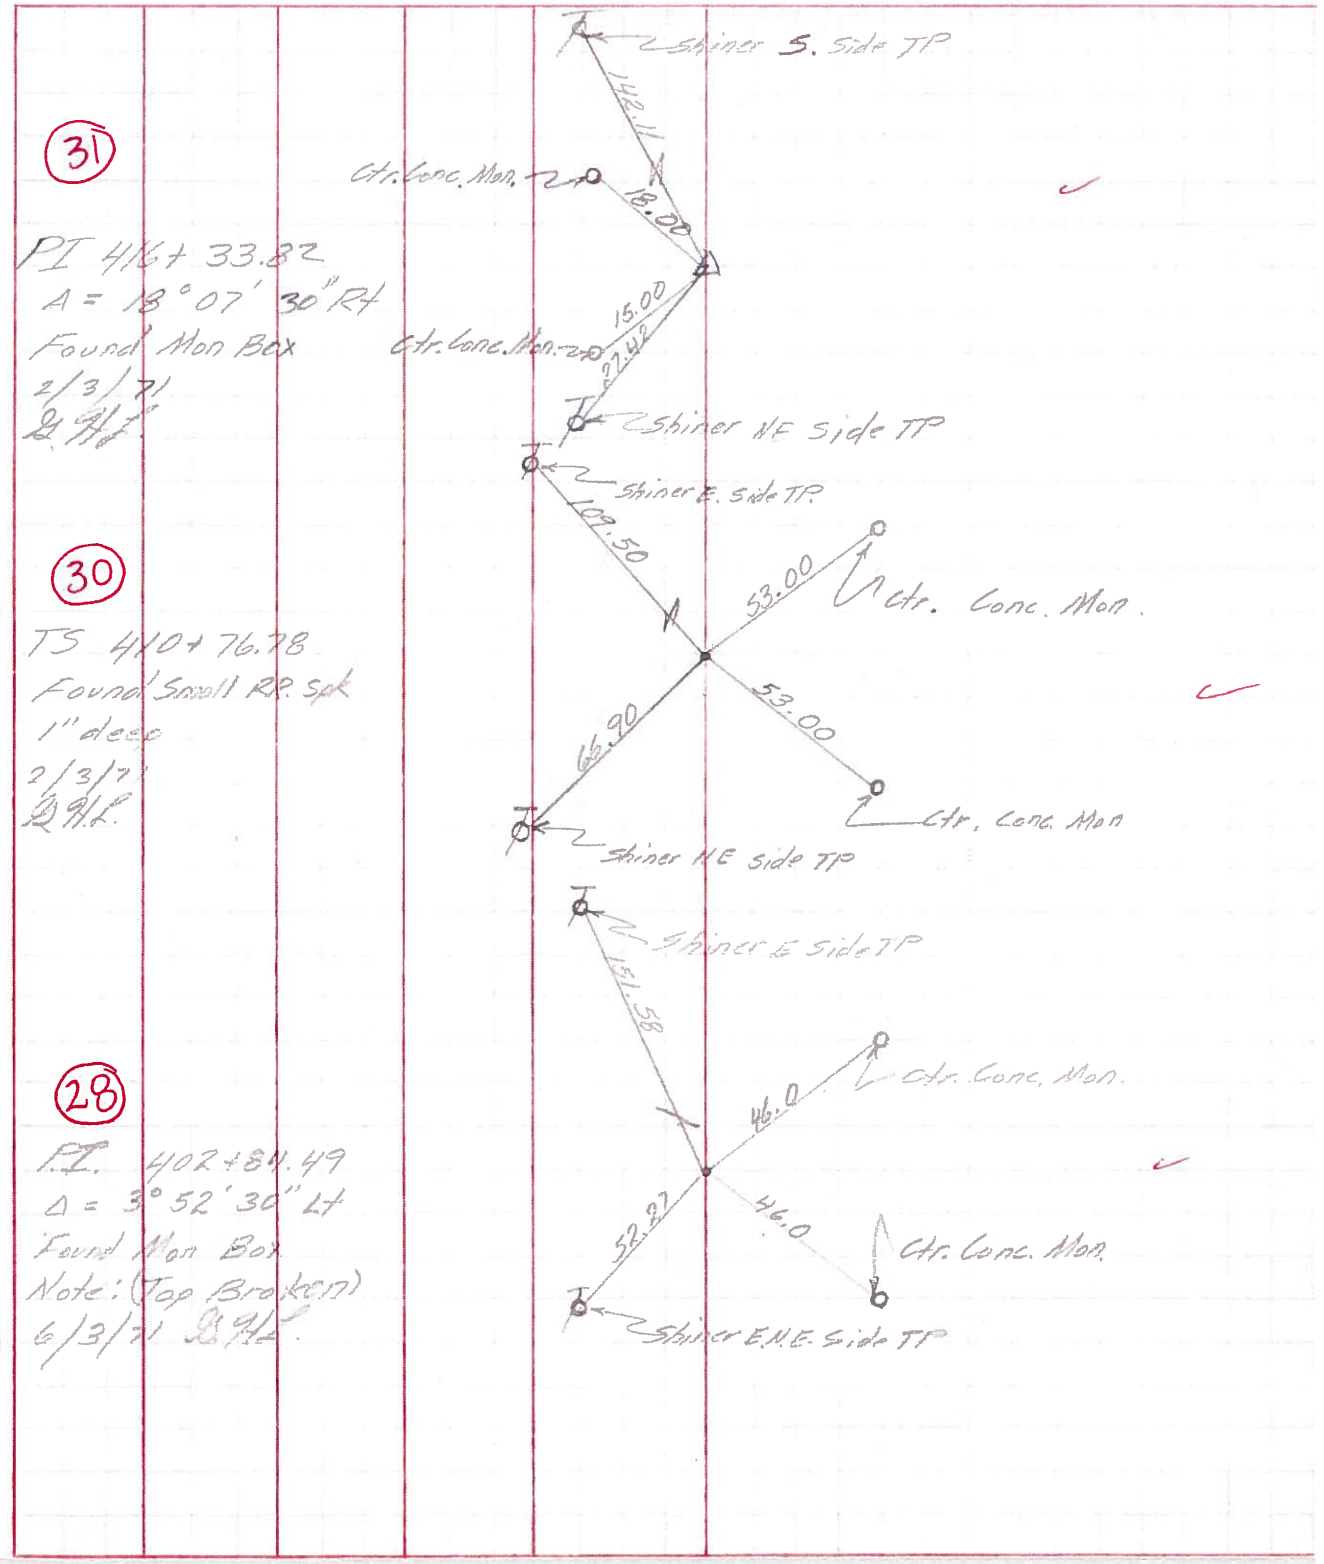 Shiner S. Side TP
142.11
31
Ctr. Conc. Mon.
18.00
PI 416+33.82
Δ = 18° 07' 30" Rt
15.00
Found Mon Box
Ctr. Conc. Mon.
27.42
2/3/71
Shiner NE Side TP
Shiner E. Side TP.
109.50
30
53.00
Ctr. Conc. Mon.
TS 410+76.78
Found Small RR. Spk
1" deep
53.00
66.90
2/3/71
Ctr. Conc. Mon
Shiner NE side TP
Shiner E Side TP
151.58
28
Ctr. Conc. Mon.
46.0
P.I. 402+84.49
Δ = 3° 52' 30" Lt
46.0
52.27
Found Mon Box
Ctr. Conc. Mon.
Note: (Top Broken)
6/3/71
Shiner E.N.E. Side TP